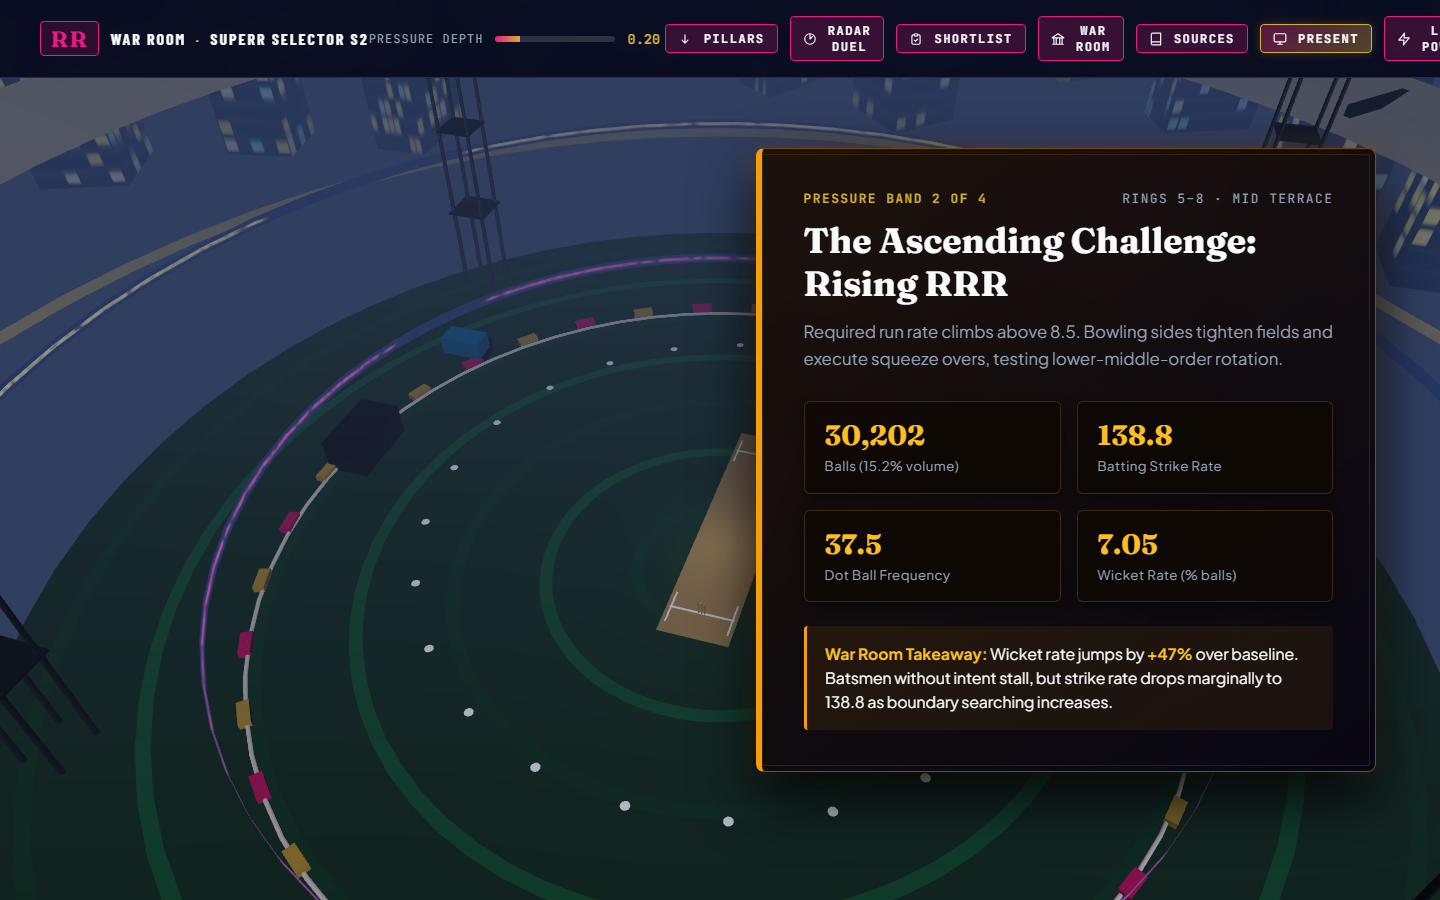 RR WAR ROOM · SUPERR SELECTOR S2 PRESSURE DEPTH 0.20 PILLARS RADAR DUEL SHORTLIST WAR ROOM SOURCES PRESENT
PRESSURE BAND 2 OF 4 RINGS 5–8 · MID TERRACE
The Ascending Challenge:
Rising RRR
Required run rate climbs above 8.5. Bowling sides tighten fields and
execute squeeze overs, testing lower-middle-order rotation.
30,202
Balls (15.2% volume)
138.8
Batting Strike Rate
37.5
Dot Ball Frequency
7.05
Wicket Rate (% balls)
War Room Takeaway: Wicket rate jumps by +47% over baseline.
Batsmen without intent stall, but strike rate drops marginally to
138.8 as boundary searching increases.